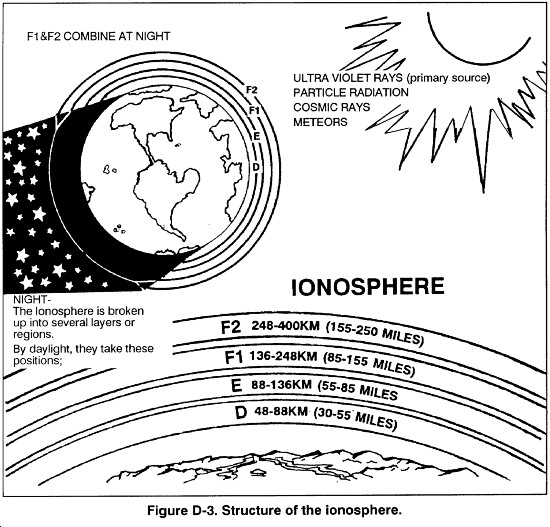 F1&F2 COMBINE AT NIGHT
ULTRA VIOLET RAYS (primary source)
PARTICLE RADIATION
COSMIC RAYS
METEORS
F2
F1
E
D
IONOSPHERE
NIGHT-
The Ionosphere is broken
up into several layers or
regions.
By daylight, they take these
positions;
F2 248-400KM (155-250 MILES)
F1 136-248KM (85-155 MILES)
E 88-136KM (55-85 MILES
D 48-88KM (30-55 MILES)
Figure D-3. Structure of the ionosphere.